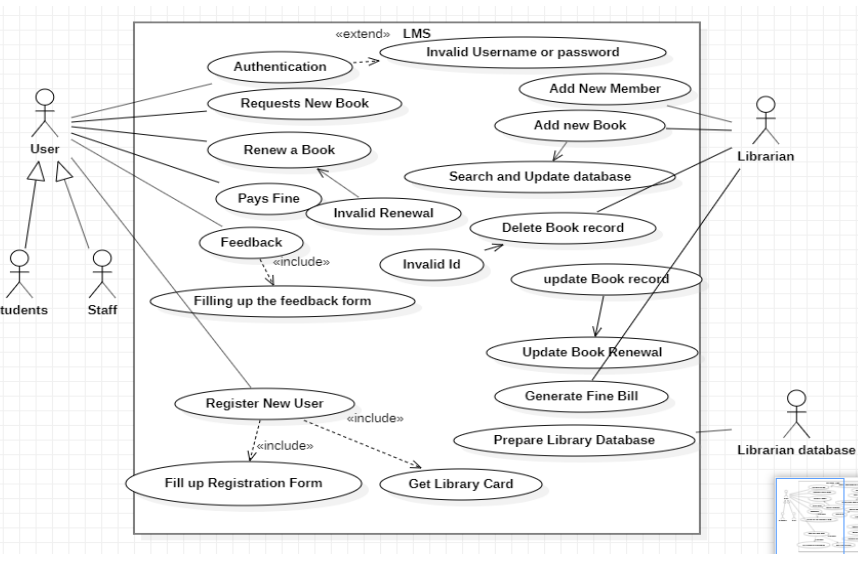 «extend» LMS
Invalid Username or password
Authentication
Add New Member
Requests New Book
Add new Book
User
Renew a Book
Librarian
Search and Update database
Pays Fine
Invalid Renewal
Delete Book record
Feedback
«include»
Invalid Id
update Book record
Filling up the feedback form
tudents
Staff
Update Book Renewal
Generate Fine Bill
Register New User
«include»
Prepare Library Database
«include»
Librarian database
Fill up Registration Form
Get Library Card